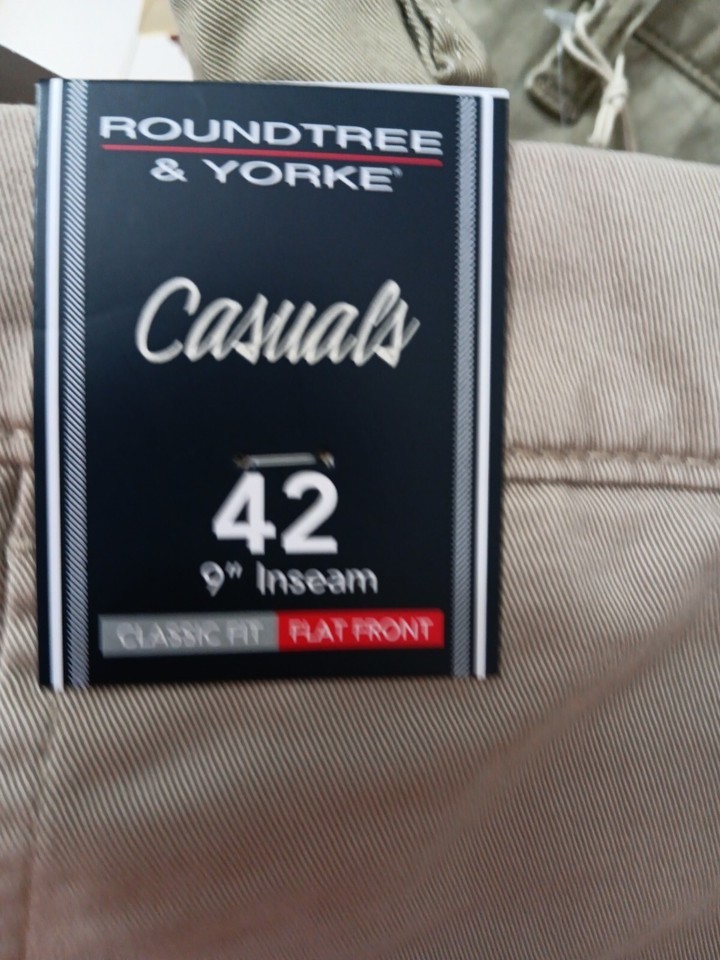 ROUNDTREE
& YORKE®
Casuals
42
9" Inseam
CLASSIC FIT FLAT FRONT